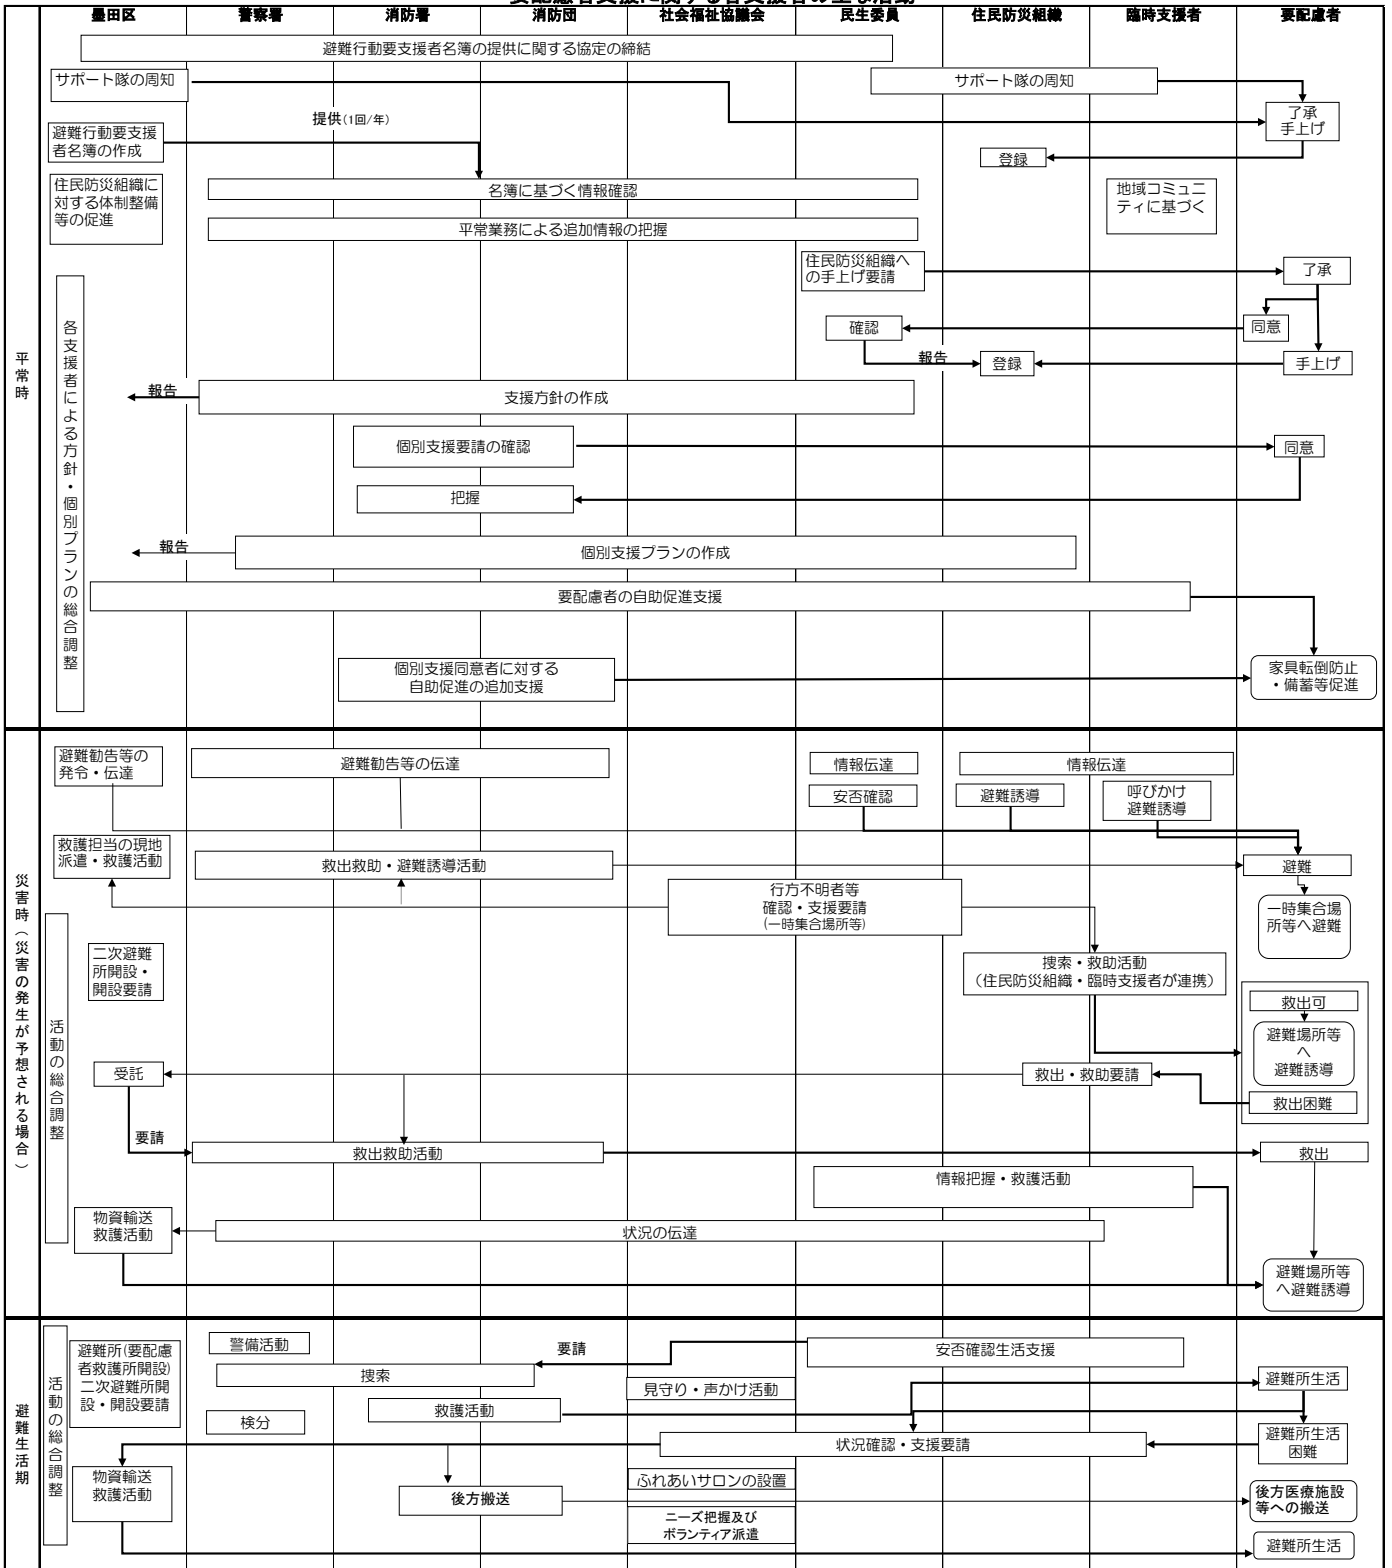 要配慮者支援に関する各支援者の主な活動
墨田区 警察署 消防署 消防団 社会福祉協議会 民生委員 住民防災組織 臨時支援者 要配慮者
平常時
避難行動要支援者名簿の提供に関する協定の締結
サポート隊の周知
サポート隊の周知
提供(1回/年)
了承
手上げ
避難行動要支援
者名簿の作成
登録
住民防災組織に
対する体制整備
等の促進
名簿に基づく情報確認
地域コミュニ
ティに基づく
平常業務による追加情報の把握
住民防災組織へ
の手上げ要請
了承
各支援者による方針・個別プランの総合調整
確認
同意
報告
登録
手上げ
報告
支援方針の作成
個別支援要請の確認
同意
把握
報告
個別支援プランの作成
要配慮者の自助促進支援
個別支援同意者に対する
自助促進の追加支援
家具転倒防止
・備蓄等促進
災害時（災害の発生が予想される場合）
避難勧告等の
発令・伝達
避難勧告等の伝達
情報伝達
情報伝達
安否確認
避難誘導
呼びかけ
避難誘導
救護担当の現地
派遣・救護活動
救出救助・避難誘導活動
避難
行方不明者等
確認・支援要請
(一時集合場所等)
一時集合場
所等へ避難
二次避難
所開設・
開設要請
捜索・救助活動
（住民防災組織・臨時支援者が連携）
救出可
活動の総合調整
避難場所等
へ
避難誘導
受託
救出・救助要請
救出困難
要請
救出救助活動
救出
情報把握・救護活動
物資輸送
救護活動
状況の伝達
避難場所等
へ避難誘導
避難生活期
活動の総合調整
避難所(要配慮
者救護所開設)
二次避難所開
設・開設要請
警備活動
要請
安否確認生活支援
捜索
見守り・声かけ活動
避難所生活
救護活動
検分
状況確認・支援要請
避難所生活
困難
物資輸送
救護活動
ふれあいサロンの設置
後方搬送
後方医療施設
等への搬送
ニーズ把握及び
ボランティア派遣
避難所生活